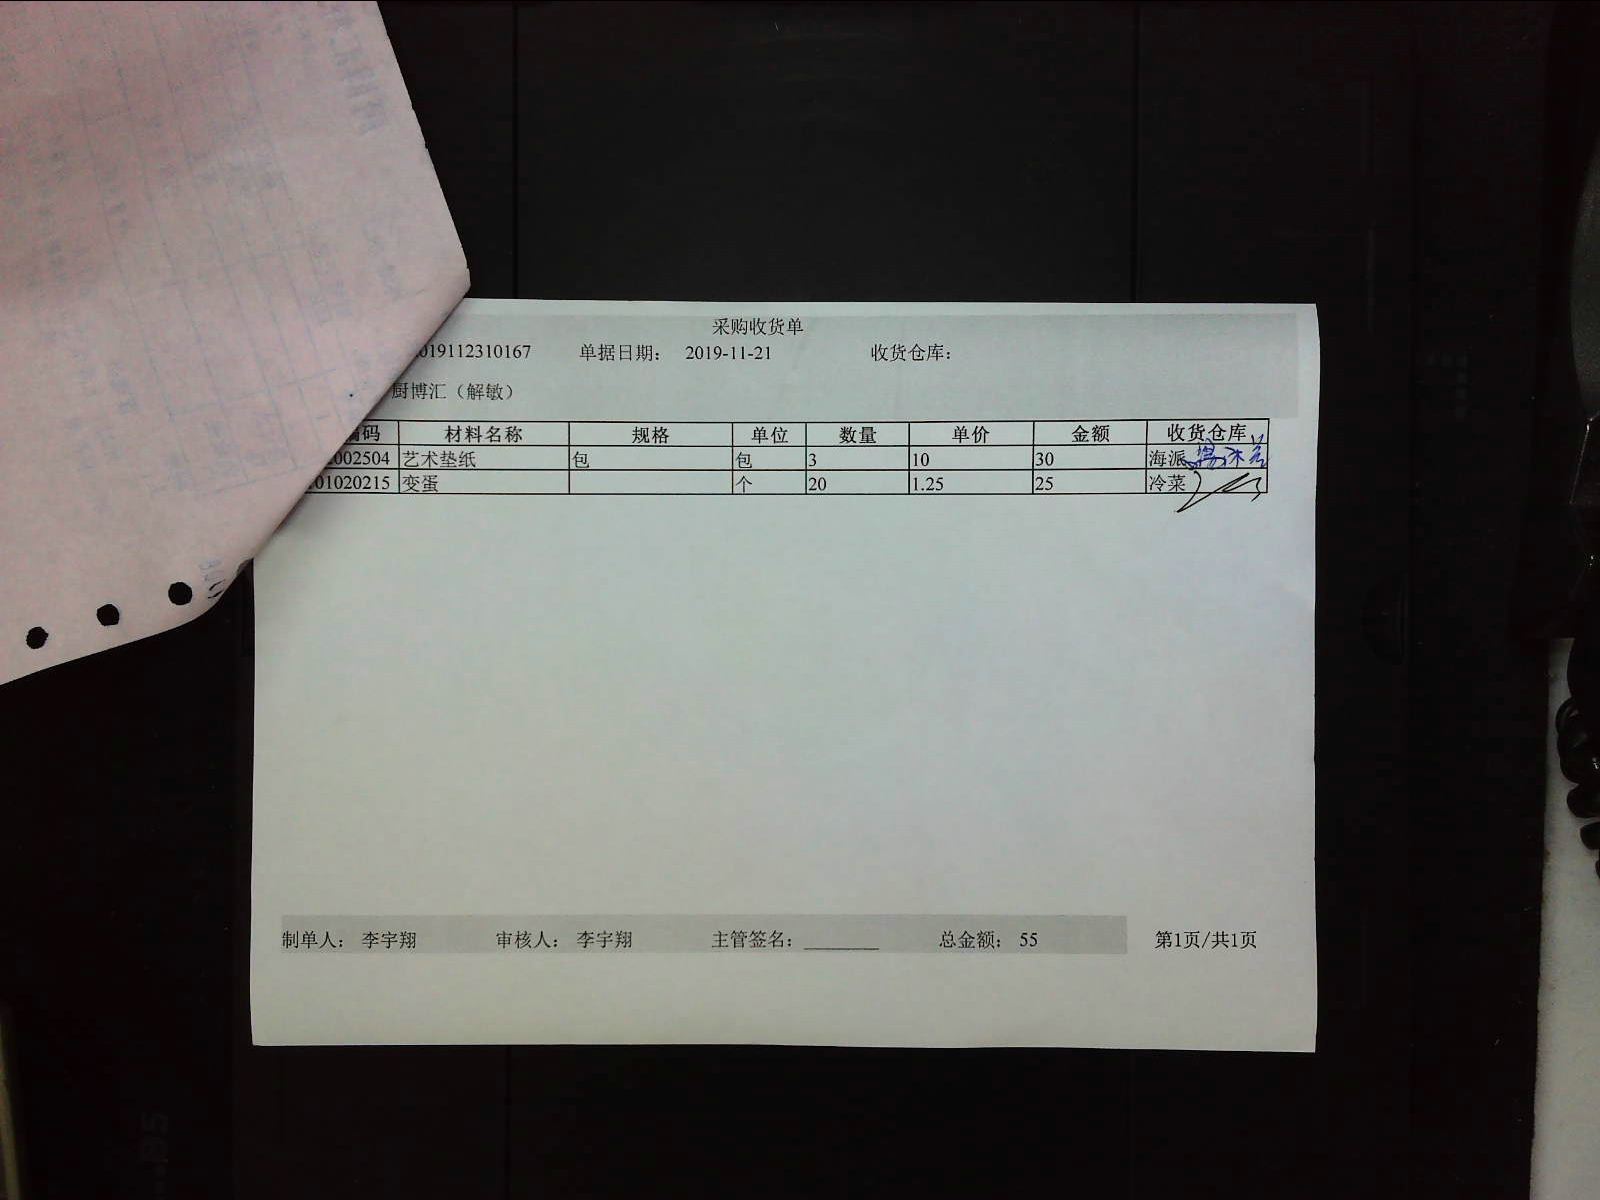 采购收货单
019112310167 单据日期： 2019-11-21 收货仓库：
厨博汇（解敏）
编码 材料名称 规格 单位 数量 单价 金额 收货仓库
002504 艺术垫纸 包 包 3 10 30 海派
01020215 变蛋 个 20 1.25 25 冷菜
制单人： 李宇翔 审核人： 李宇翔 主管签名： 总金额： 55 第1页/共1页